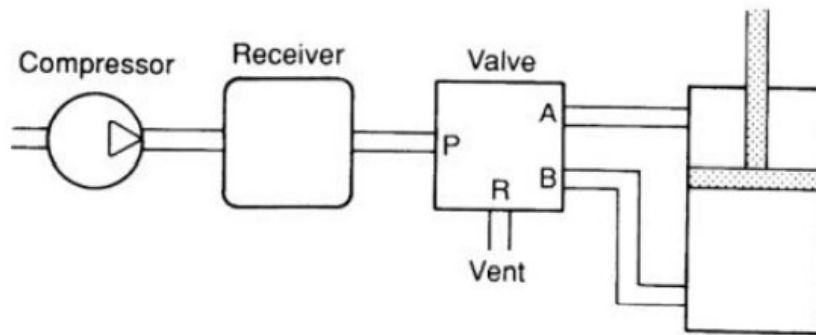 Compressor
Receiver
Valve
A
P
B
R
Vent